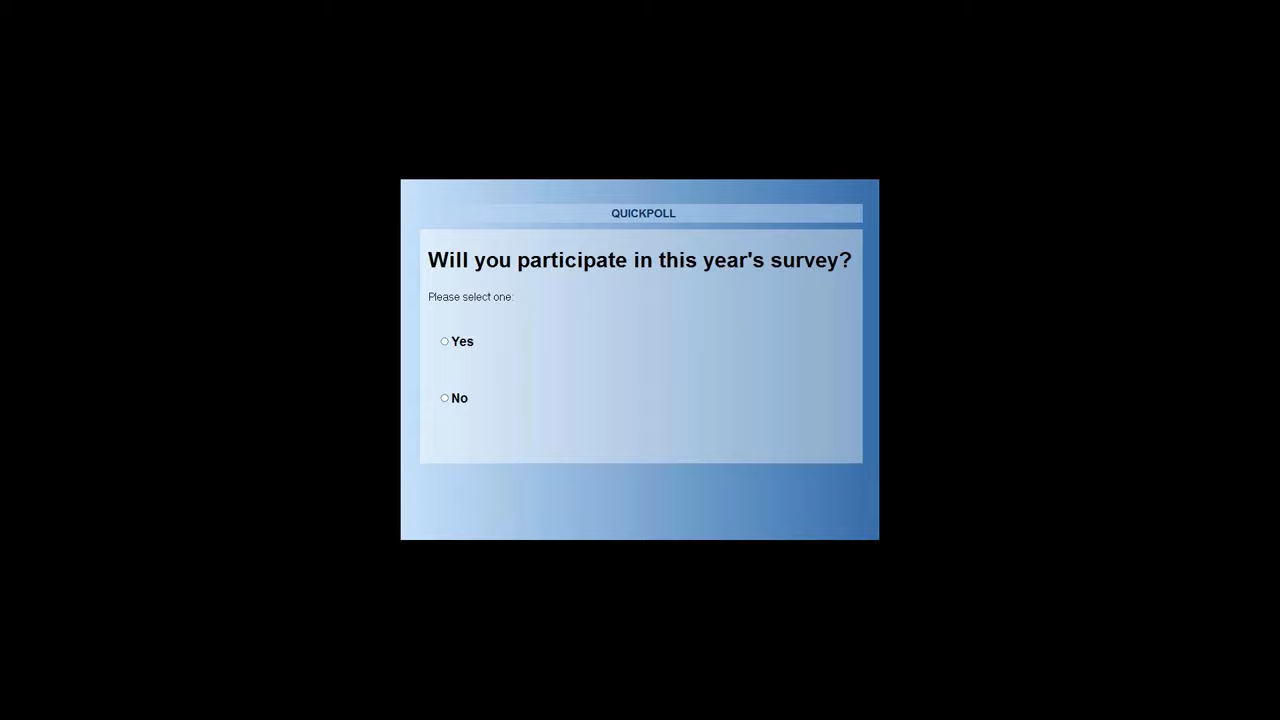 QUICKPOLL
Will you participate in this year's survey?
Please select one:
Yes
No